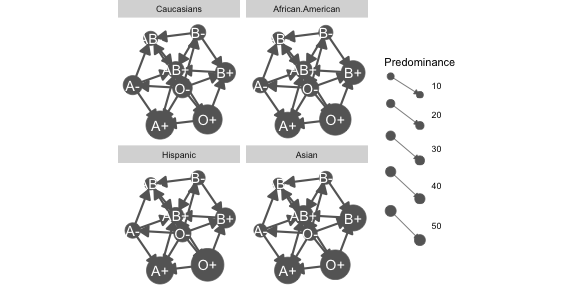 Caucasians
African.American
AB-
B-
AB+
A-
B+
O-
A+
O+
AB-
B-
AB+
A-
B+
O-
A+
O+
Hispanic
Asian
AB-
B-
AB+
A-
B+
O-
A+
O+
AB-
B-
AB+
A-
B+
O-
A+
O+
Predominance
10
20
30
40
50